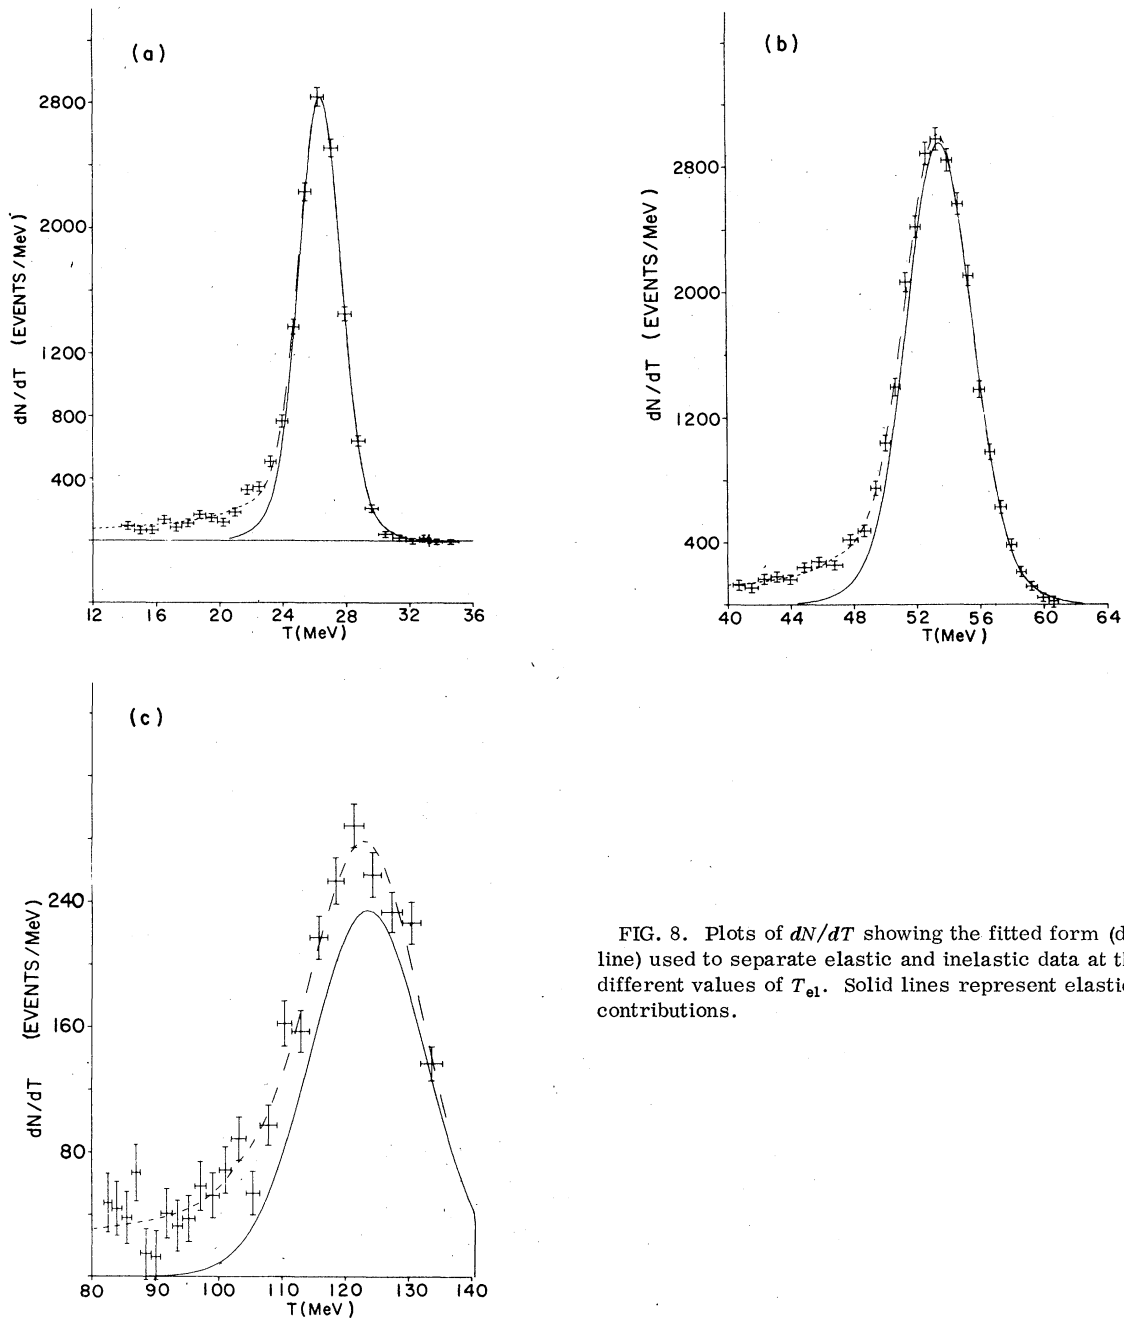 (a)
2800
2000
1200
800
400
dN/dT (EVENTS/MeV)
12 16 20 24 28 32 36
T(MeV)
(b)
2800
2000
1200
400
dN/dT (EVENTS/MeV)
40 44 48 52 56 60 64
T(MeV)
(c)
240
160
80
dN/dT (EVENTS/MeV)
80 90 100 110 120 130 140
T(MeV)
FIG. 8. Plots of dN/dT showing the fitted form (d
line) used to separate elastic and inelastic data at t
different values of Tel. Solid lines represent elastic
contributions.